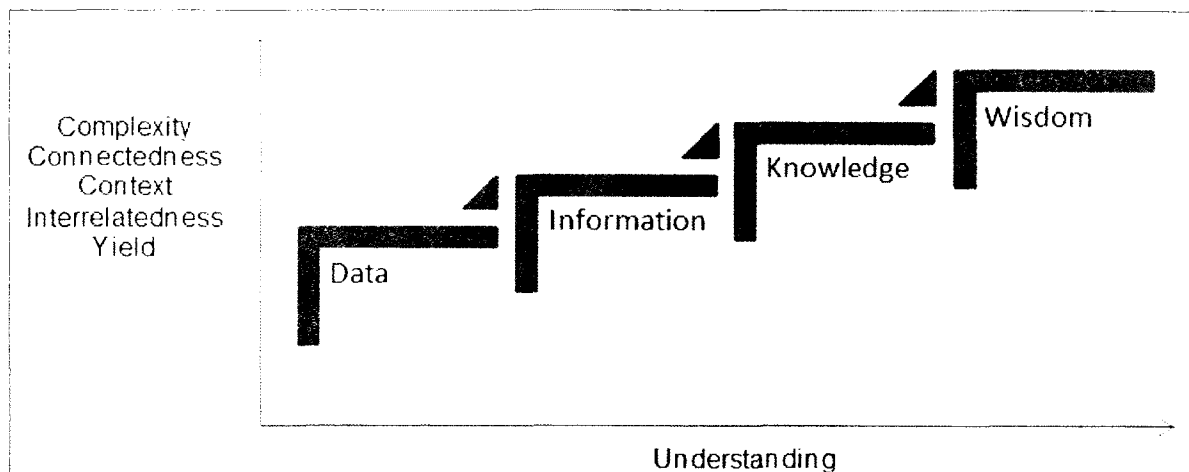 Complexity
Connectedness
Context
Interrelatedness
Yield
Wisdom
Knowledge
Information
Data
Understanding